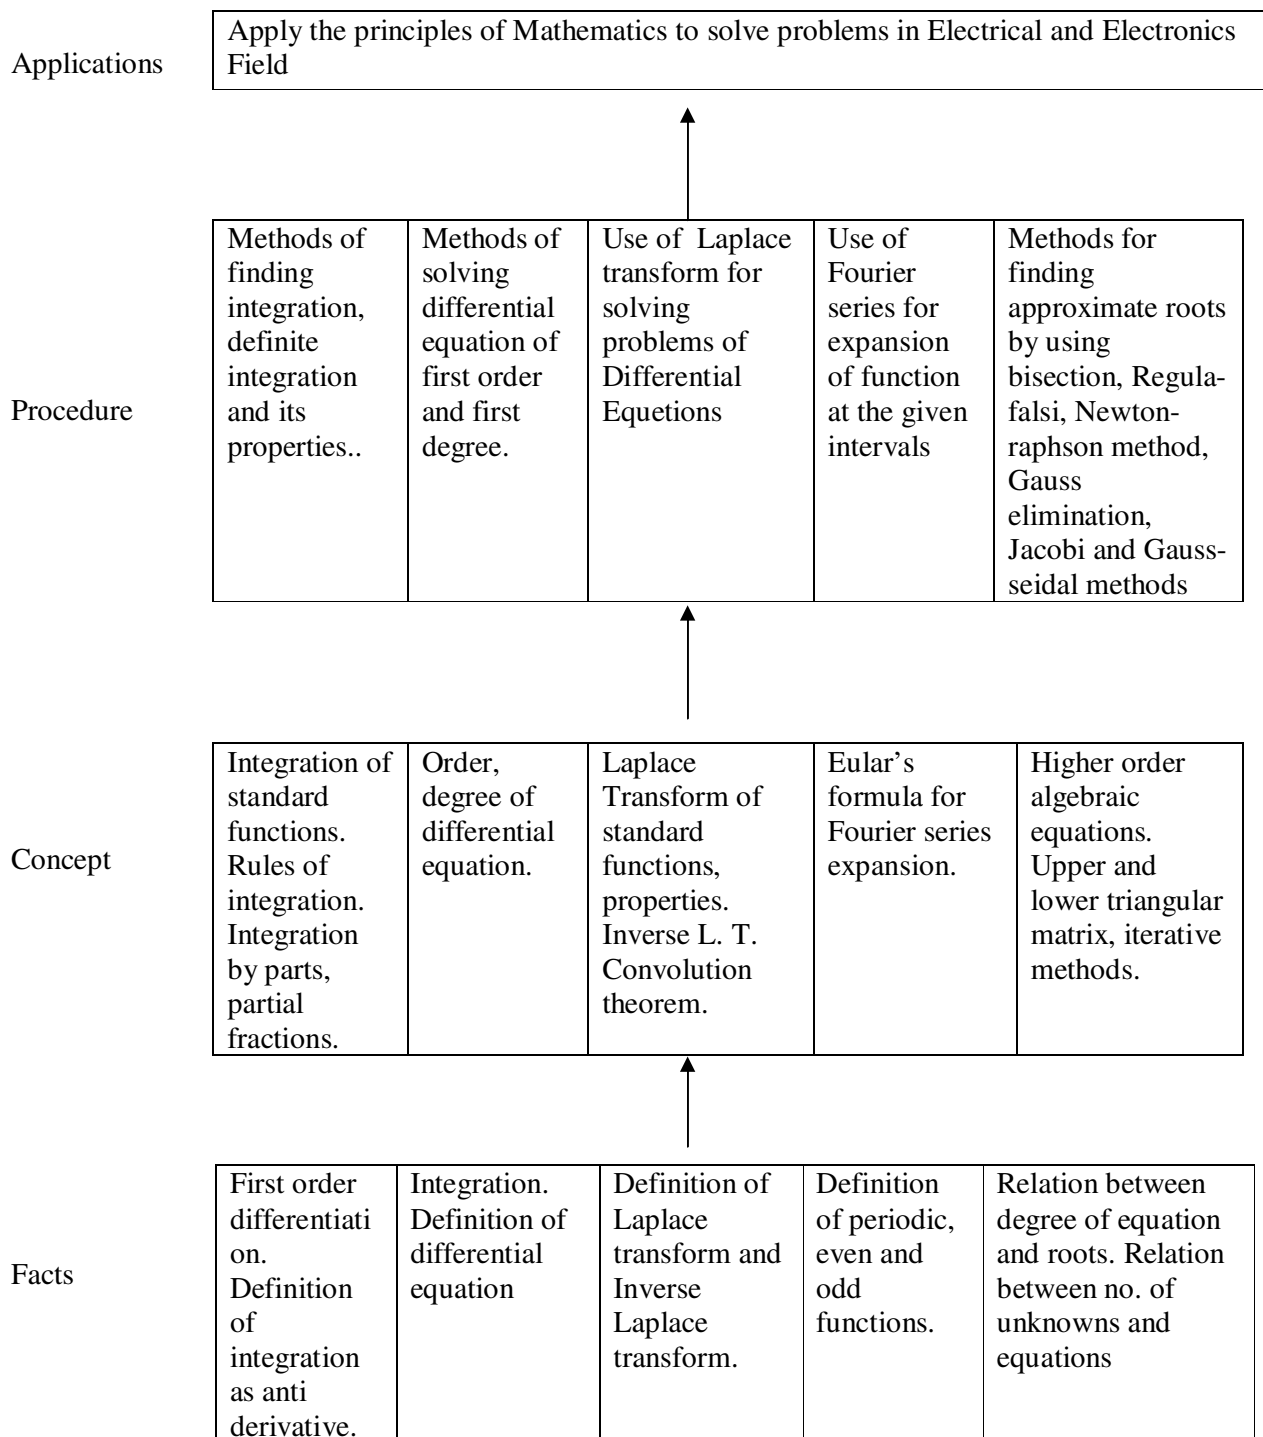 Applications
Apply the principles of Mathematics to solve problems in Electrical and Electronics
Field
Procedure
Methods of
finding
integration,
definite
integration
and its
properties..
Methods of
solving
differential
equation of
first order
and first
degree.
Use of Laplace
transform for
solving
problems of
Differential
Equetions
Use of
Fourier
series for
expansion
of function
at the given
intervals
Methods for
finding
approximate roots
by using
bisection, Regula-
falsi, Newton-
raphson method,
Gauss
elimination,
Jacobi and Gauss-
seidal methods
Concept
Integration of
standard
functions.
Rules of
integration.
Integration
by parts,
partial
fractions.
Order,
degree of
differential
equation.
Laplace
Transform of
standard
functions,
properties.
Inverse L. T.
Convolution
theorem.
Eular’s
formula for
Fourier series
expansion.
Higher order
algebraic
equations.
Upper and
lower triangular
matrix, iterative
methods.
Facts
First order
differentiati
on.
Definition
of
integration
as anti
derivative.
Integration.
Definition of
differential
equation
Definition of
Laplace
transform and
Inverse
Laplace
transform.
Definition
of periodic,
even and
odd
functions.
Relation between
degree of equation
and roots. Relation
between no. of
unknowns and
equations